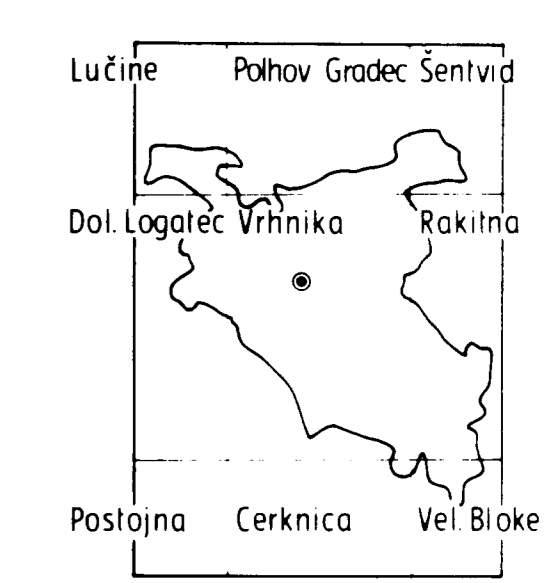 Lučine Polhov Gradec Šentvid
Dol. Logatec Vrhnika Rakitna
Postojna Cerknica Vel. Bloke